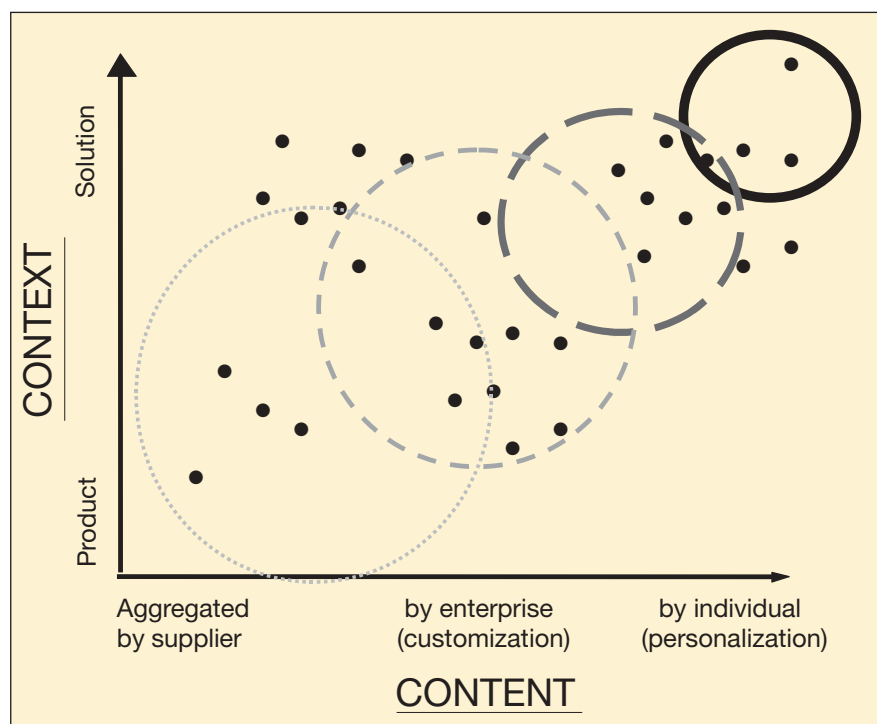 Solution
CONTEXT
Product
Aggregated
by supplier
by enterprise
(customization)
by individual
(personalization)
CONTENT